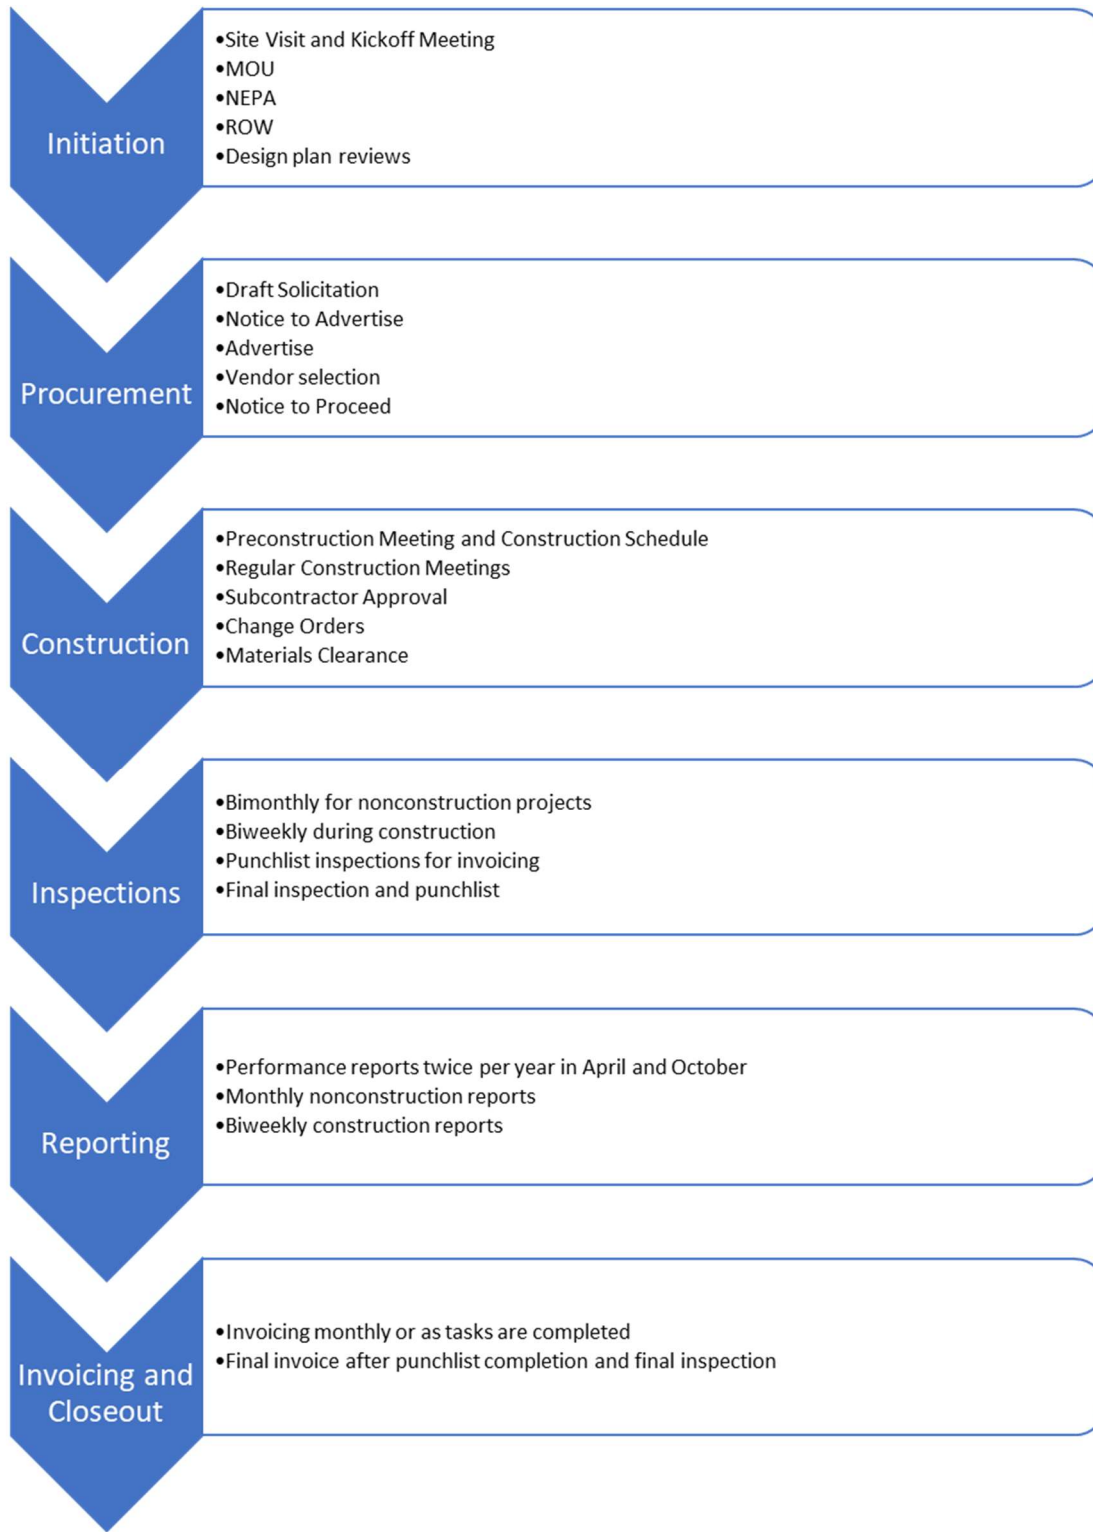 Initiation
•Site Visit and Kickoff Meeting
•MOU
•NEPA
•ROW
•Design plan reviews
Procurement
•Draft Solicitation
•Notice to Advertise
•Advertise
•Vendor selection
•Notice to Proceed
Construction
•Preconstruction Meeting and Construction Schedule
•Regular Construction Meetings
•Subcontractor Approval
•Change Orders
•Materials Clearance
Inspections
•Bimonthly for nonconstruction projects
•Biweekly during construction
•Punchlist inspections for invoicing
•Final inspection and punchlist
Reporting
•Performance reports twice per year in April and October
•Monthly nonconstruction reports
•Biweekly construction reports
Invoicing and
Closeout
•Invoicing monthly or as tasks are completed
•Final invoice after punchlist completion and final inspection